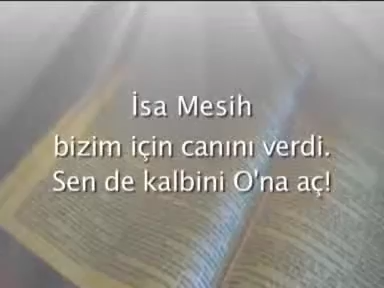 İsa Mesih
bizim için canını verdi.
Sen de kalbini O'na aç!